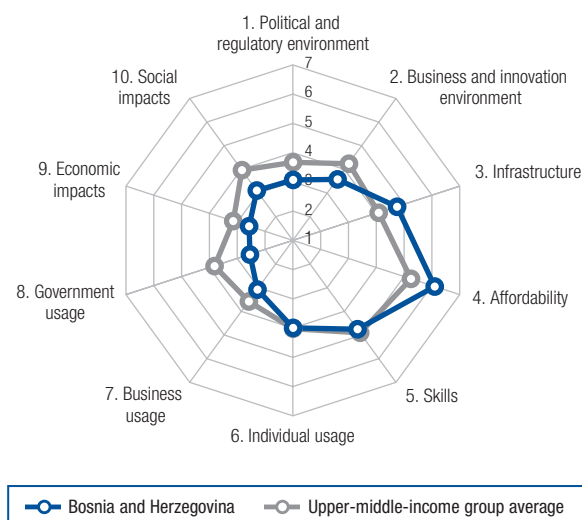 1. Political and
regulatory environment
2. Business and innovation
environment
3. Infrastructure
4. Affordability
5. Skills
6. Individual usage
7. Business
usage
8. Government
usage
9. Economic
impacts
10. Social
impacts
7
6
5
4
3
2
1
Bosnia and Herzegovina
Upper-middle-income group average